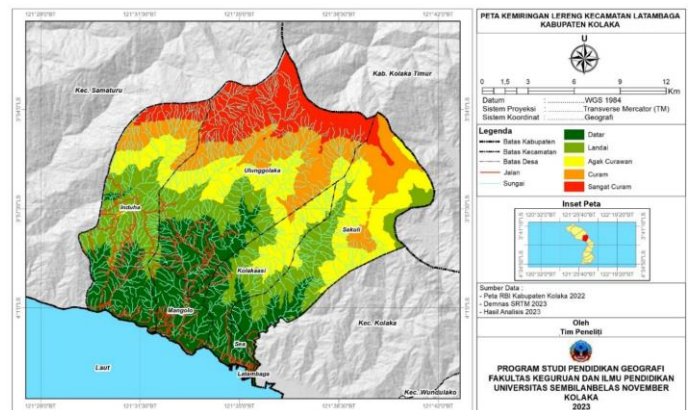 PETA KEMIRINGAN LERENG KECAMATAN LATAMBAGA
KABUPATEN KOLAKA
U
0 1,5 3 6 9 12
Km
Datum : ............... WGS 1984
Sistem Proyeksi : ............... Transverse Mercator (TM)
Sistem Koordinat : ............... Geografi
Legenda
Batas Kabupaten
Batas Kecamatan
Batas Desa
Jalan
Sungai
Datar
Landai
Agak Curawan
Curam
Sangat Curam
Inset Peta
Sumber Data :
- Peta RBI Kabupaten Kolaka 2022
- Demnas SRTM 2023
- Hasil Analisis 2023
Oleh
Tim Peneliti
PROGRAM STUDI PENDIDIKAN GEOGRAFI
FAKULTAS KEGURUAN DAN ILMU PENDIDIKAN
UNIVERSITAS SEMBILANBELAS NOVEMBER
KOLAKA
2023
Kec. Samaturu
Kab. Kolaka Timur
Ulunggolaka
Induha
Sakuli
Kolakaasi
Mangolo
Sea
Latambaga
Kec. Kolaka
Laut
Kec. Wundulako